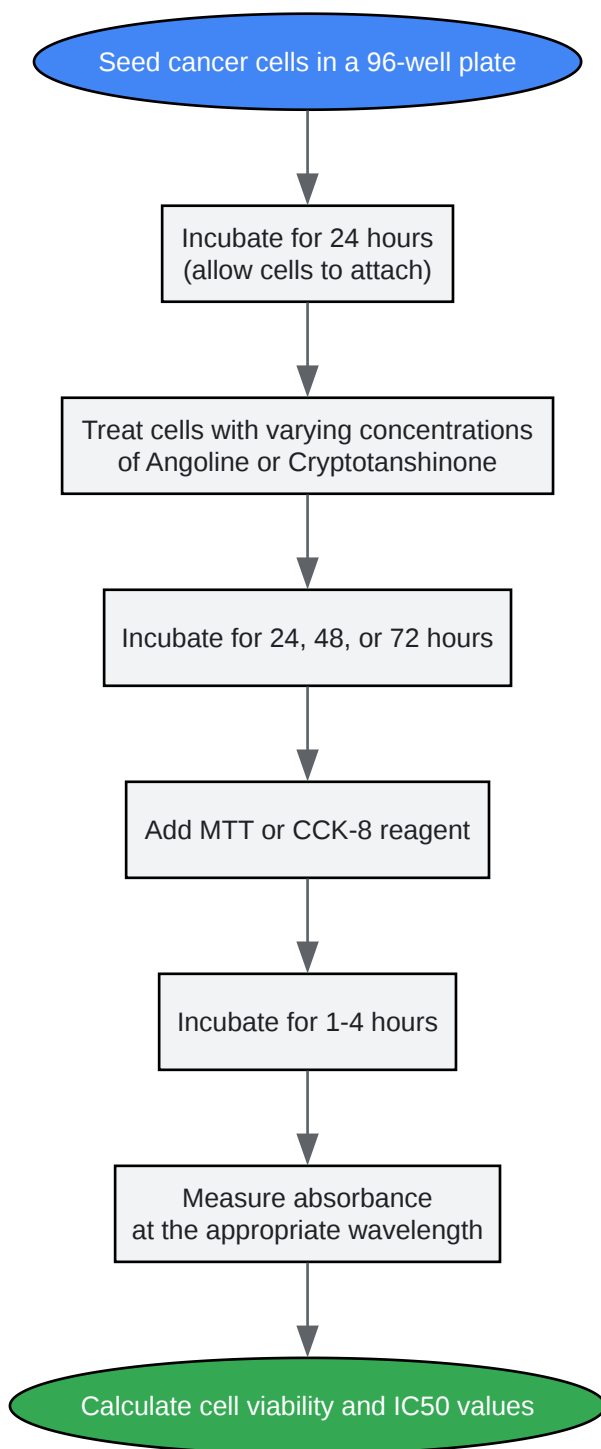 Seed cancer cells in a 96-well plate
Incubate for 24 hours
(allow cells to attach)
Treat cells with varying concentrations
of Angoline or Cryptotanshinone
Incubate for 24, 48, or 72 hours
Add MTT or CCK-8 reagent
Incubate for 1-4 hours
Measure absorbance
at the appropriate wavelength
Calculate cell viability and IC50 values